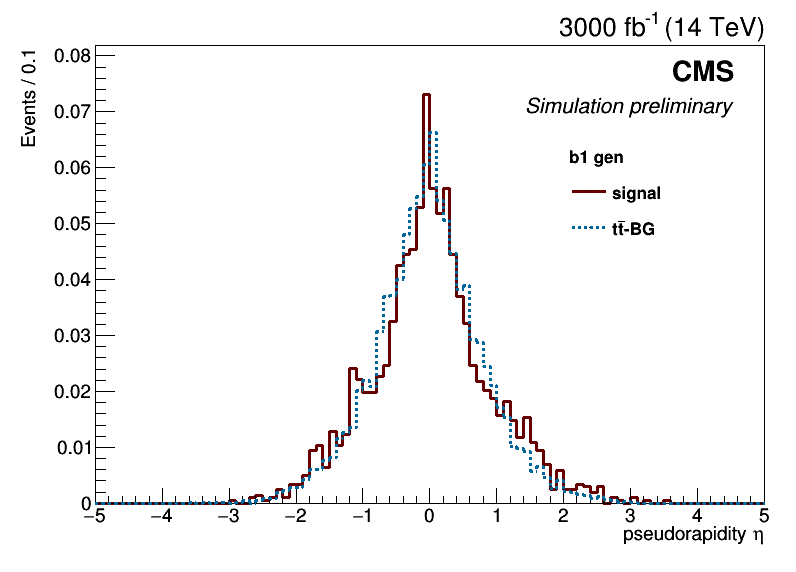 3000 fb⁻¹ (14 TeV)
Events / 0.1
CMS
Simulation preliminary
b1 gen
signal
tt̄-BG
0.08
0.07
0.06
0.05
0.04
0.03
0.02
0.01
0
−5 −4 −3 −2 −1 0 1 2 3 4 5
pseudorapidity η